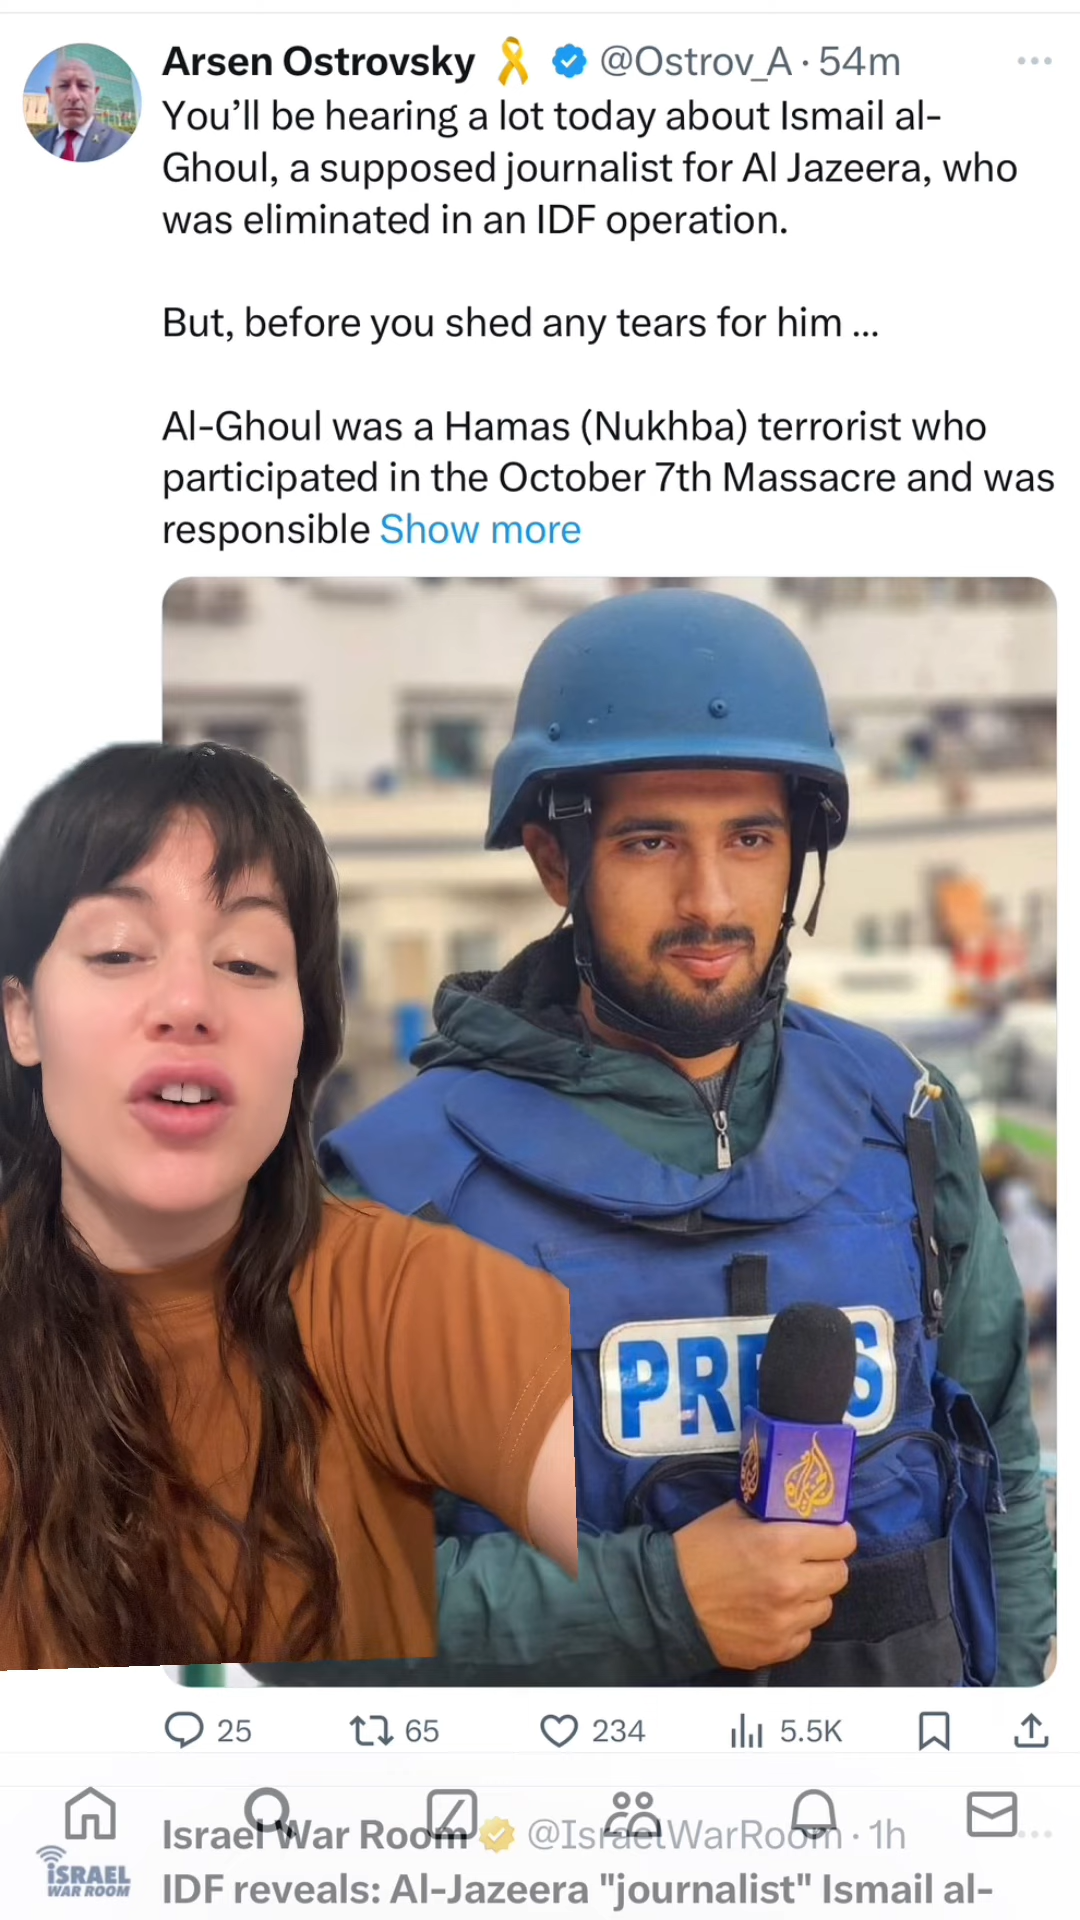 Arsen Ostrovsky 🎗 @Ostrov_A · 54m
You’ll be hearing a lot today about Ismail al-
Ghoul, a supposed journalist for Al Jazeera, who
was eliminated in an IDF operation.
But, before you shed any tears for him ...
Al-Ghoul was a Hamas (Nukhba) terrorist who
participated in the October 7th Massacre and was
responsible Show more
PRESS
25 65 234 5.5K
Israel War Room @IsraelWarRoom · 1h
ISRAEL
WAR ROOM
IDF reveals: Al-Jazeera "journalist" Ismail al-